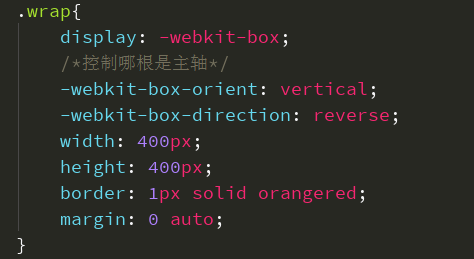 .wrap{
display: -webkit-box;
/*控制哪根是主轴*/
-webkit-box-orient: vertical;
-webkit-box-direction: reverse;
width: 400px;
height: 400px;
border: 1px solid orangered;
margin: 0 auto;
}